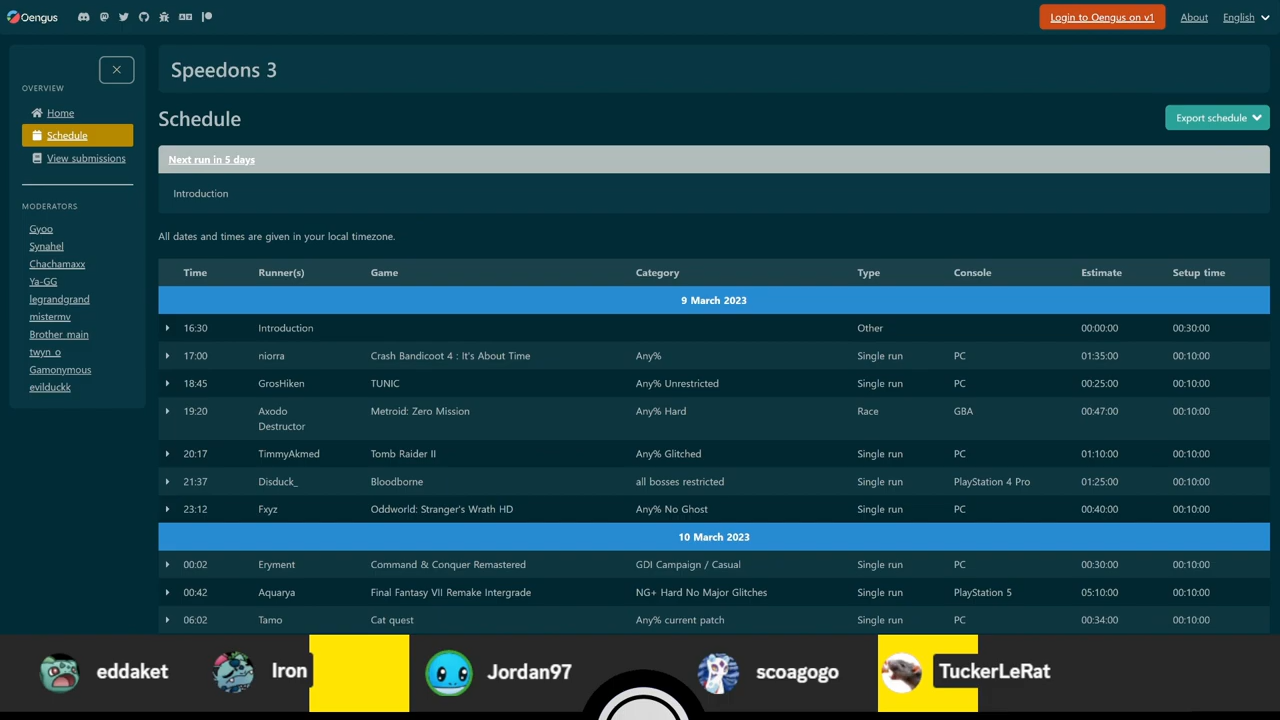 Oengus
Login to Oengus on v1
About
English
OVERVIEW
Home
Schedule
View submissions
MODERATORS
Gyoo
Synahel
Chachamaxx
Ya-GG
legrandgrand
mistermv
Brother_main
twyn_o
Gamonymous
evilduckk
Speedons 3
Schedule
Export schedule
Next run in 5 days
Introduction
All dates and times are given in your local timezone.
Time Runner(s) Game Category Type Console Estimate Setup time
9 March 2023
16:30 Introduction Other 00:00:00 00:30:00
17:00 niorra Crash Bandicoot 4 : It's About Time Any% Single run PC 01:35:00 00:10:00
18:45 GrosHiken TUNIC Any% Unrestricted Single run PC 00:25:00 00:10:00
19:20 Axodo Metroid: Zero Mission Any% Hard Race GBA 00:47:00 00:10:00
Destructor
20:17 TimmyAkmed Tomb Raider II Any% Glitched Single run PC 01:10:00 00:10:00
21:37 Disduck_ Bloodborne all bosses restricted Single run PlayStation 4 Pro 01:25:00 00:10:00
23:12 Fxyz Oddworld: Stranger's Wrath HD Any% No Ghost Single run PC 00:40:00 00:10:00
10 March 2023
00:02 Eryment Command & Conquer Remastered GDI Campaign / Casual Single run PC 00:30:00 00:10:00
00:42 Aquarya Final Fantasy VII Remake Intergrade NG+ Hard No Major Glitches Single run PlayStation 5 05:10:00 00:10:00
06:02 Tamo Cat quest Any% current patch Single run PC 00:34:00 00:10:00
eddaket Iron Jordan97 scoagogo TuckerLeRat